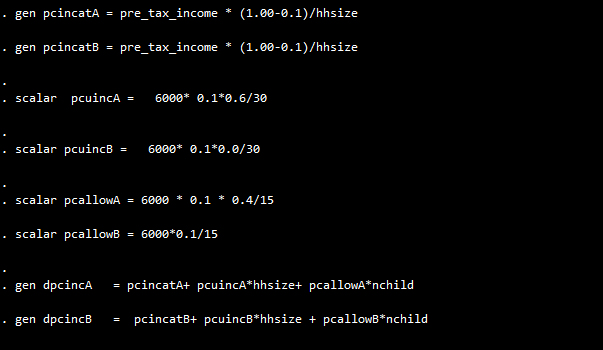 . gen pcincatA = pre_tax_income * (1.00-0.1)/hhsize
. gen pcincatB = pre_tax_income * (1.00-0.1)/hhsize
.
. scalar  pcuincA =   6000* 0.1*0.6/30
.
. scalar pcuincB =   6000* 0.1*0.0/30
.
. scalar pcallowA = 6000 * 0.1 * 0.4/15
. scalar pcallowB = 6000*0.1/15
.
. gen dpcincA   = pcincatA+ pcuincA*hhsize+ pcallowA*nchild
. gen dpcincB   =  pcincatB+ pcuincB*hhsize + pcallowB*nchild